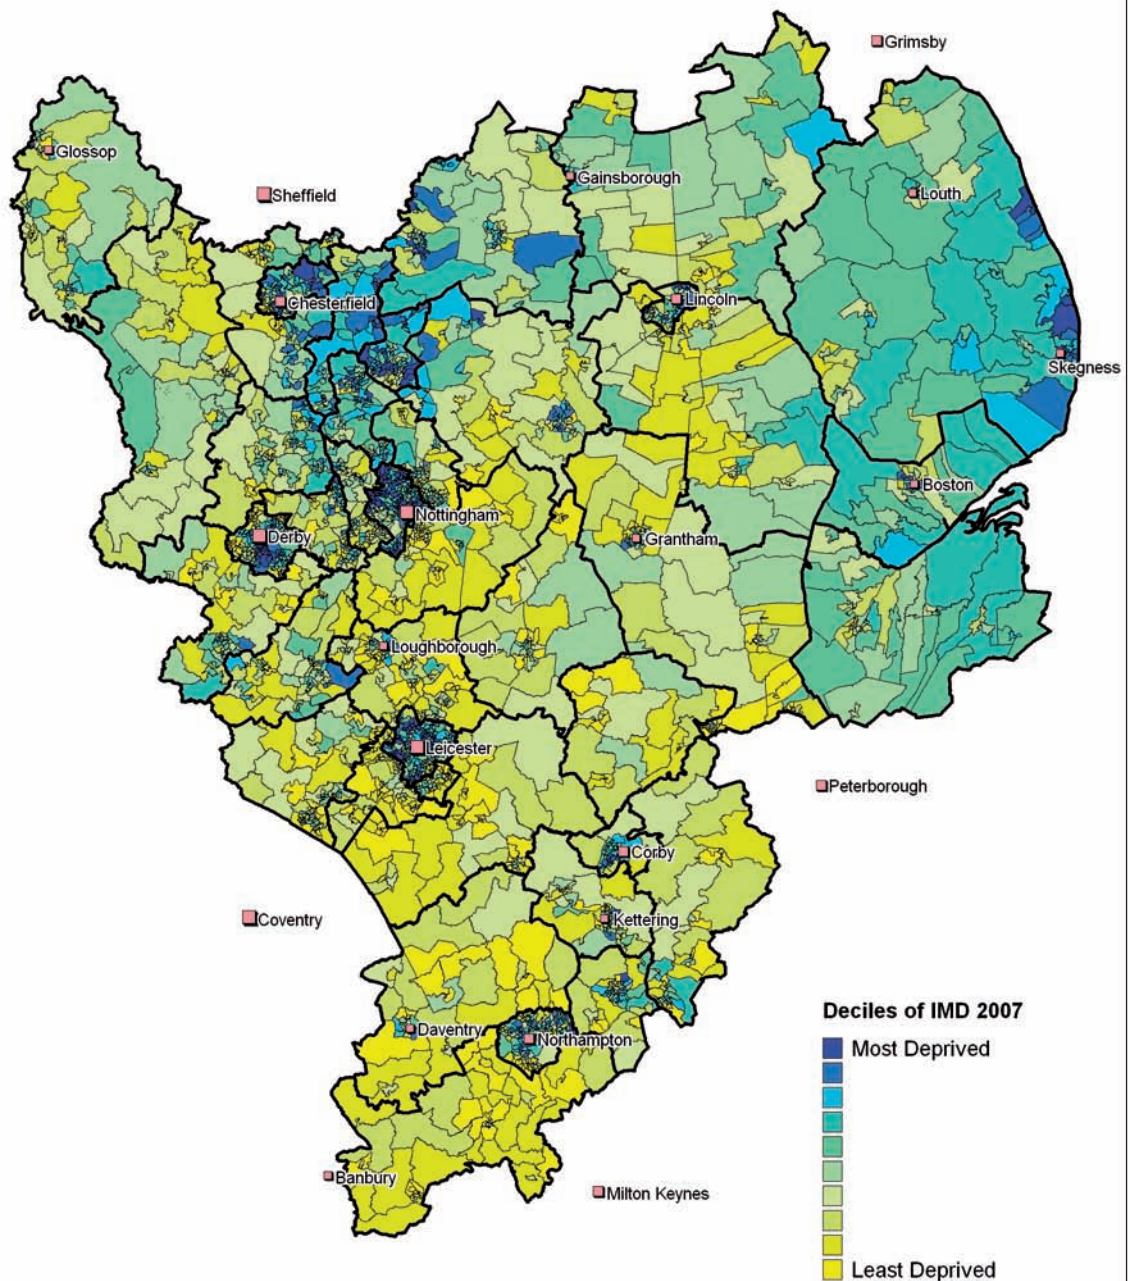 Grimsby
Glossop
Gainsborough
Sheffield
Louth
Chesterfield
Lincoln
Skegness
Boston
Nottingham
Derby
Grantham
Loughborough
Leicester
Peterborough
Corby
Coventry
Kettering
Deciles of IMD 2007
Daventry
Northampton
Most Deprived
Banbury
Milton Keynes
Least Deprived